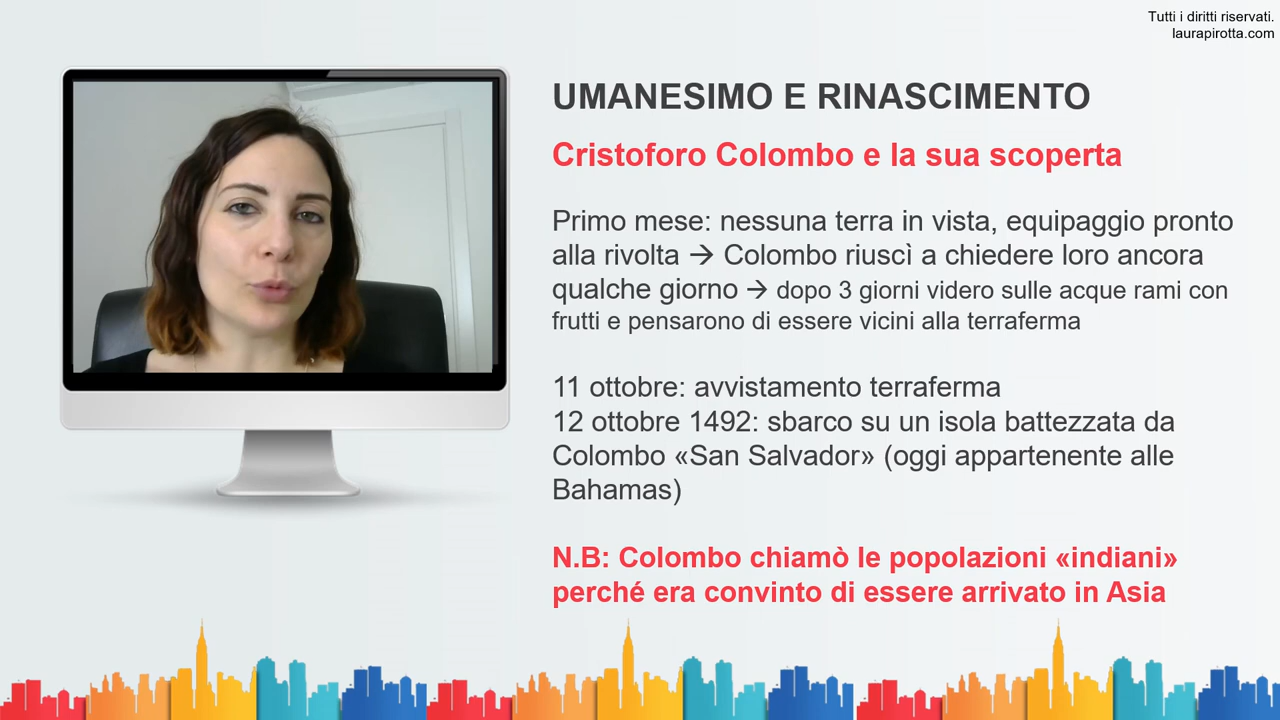 Tutti i diritti riservati.
laurapirotta.com
UMANESIMO E RINASCIMENTO
Cristoforo Colombo e la sua scoperta
Primo mese: nessuna terra in vista, equipaggio pronto
alla rivolta → Colombo riuscì a chiedere loro ancora
qualche giorno → dopo 3 giorni videro sulle acque rami con
frutti e pensarono di essere vicini alla terraferma
11 ottobre: avvistamento terraferma
12 ottobre 1492: sbarco su un isola battezzata da
Colombo «San Salvador» (oggi appartenente alle
Bahamas)
N.B: Colombo chiamò le popolazioni «indiani»
perché era convinto di essere arrivato in Asia